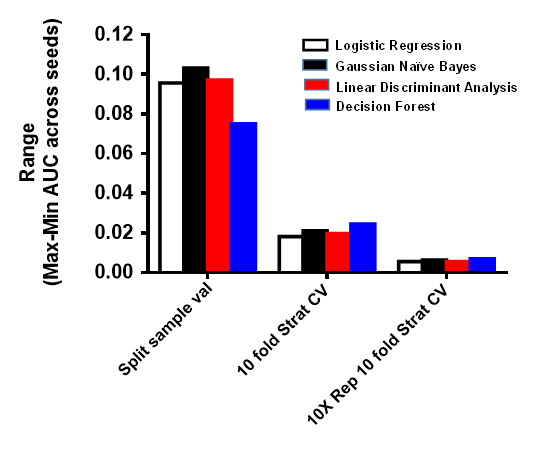 0.12
0.10
0.08
0.06
0.04
0.02
0.00
Range
(Max-Min AUC across seeds)
Logistic Regression
Gaussian Naïve Bayes
Linear Discriminant Analysis
Decision Forest
Split sample val
10 fold Strat CV
10X Rep 10 fold Strat CV